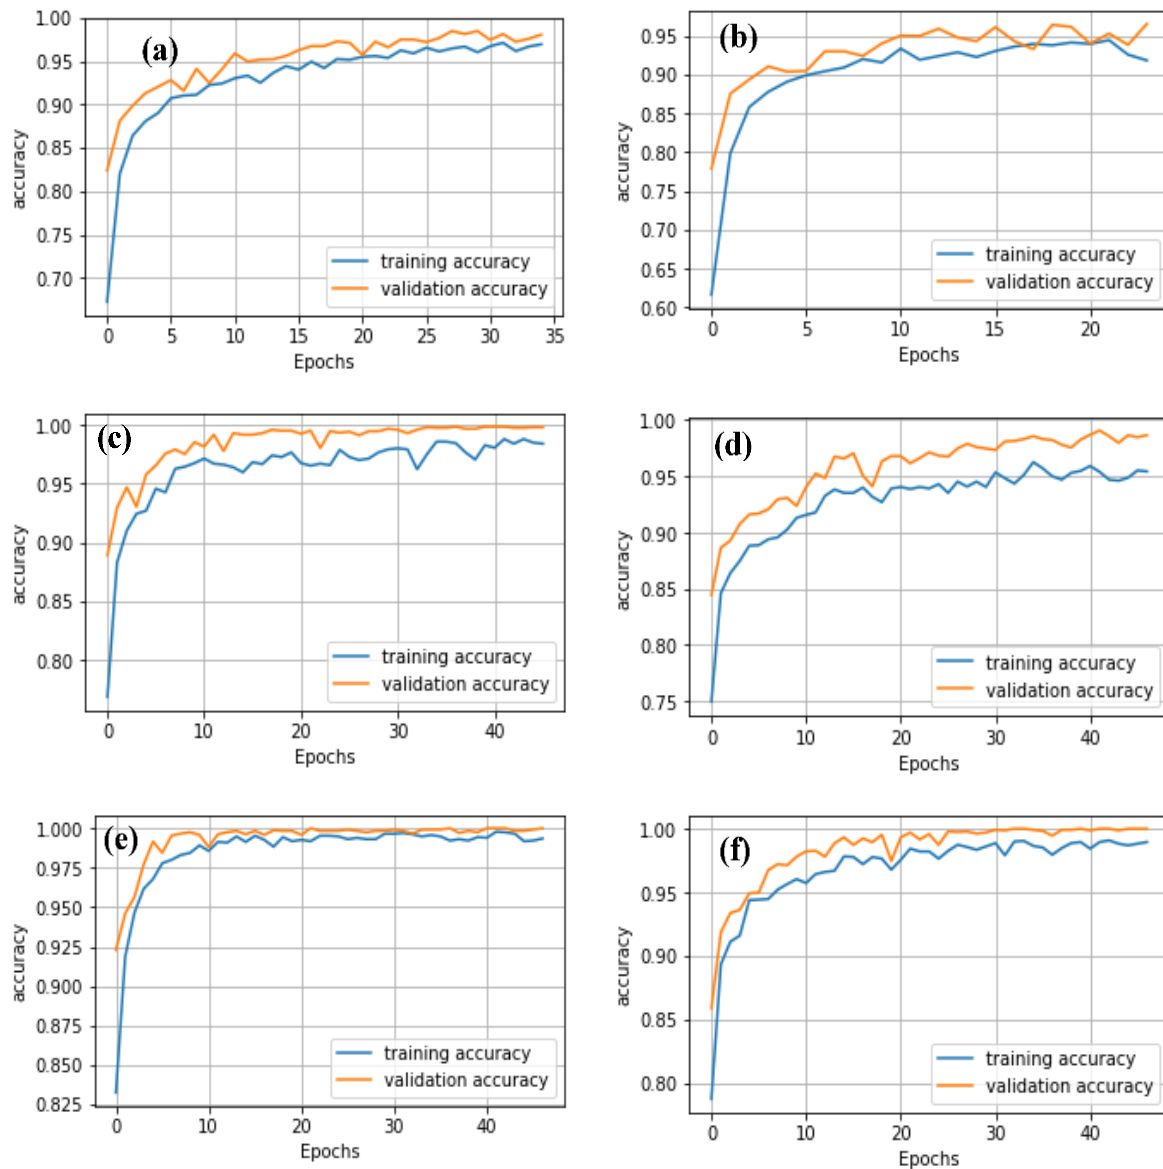 (a)
1.00
0.95
0.90
0.85
0.80
0.75
0.70
accuracy
training accuracy
validation accuracy
0 5 10 15 20 25 30 35
Epochs
(b)
0.95
0.90
0.85
0.80
0.75
0.70
0.65
0.60
accuracy
training accuracy
validation accuracy
0 5 10 15 20
Epochs
(c)
1.00
0.95
0.90
0.85
0.80
accuracy
training accuracy
validation accuracy
0 10 20 30 40
Epochs
(d)
1.00
0.95
0.90
0.85
0.80
0.75
accuracy
training accuracy
validation accuracy
0 10 20 30 40
Epochs
(e)
1.000
0.975
0.950
0.925
0.900
0.875
0.850
0.825
accuracy
training accuracy
validation accuracy
0 10 20 30 40
Epochs
(f)
1.00
0.95
0.90
0.85
0.80
accuracy
training accuracy
validation accuracy
0 10 20 30 40
Epochs